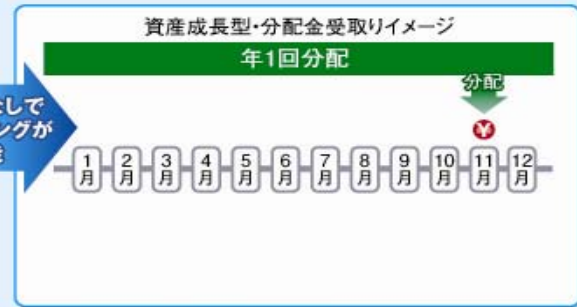 資産成長型・分配金受取りイメージ
年1回分配
分配
¥
して
ングが
1月 2月 3月 4月 5月 6月 7月 8月 9月 10月 11月 12月